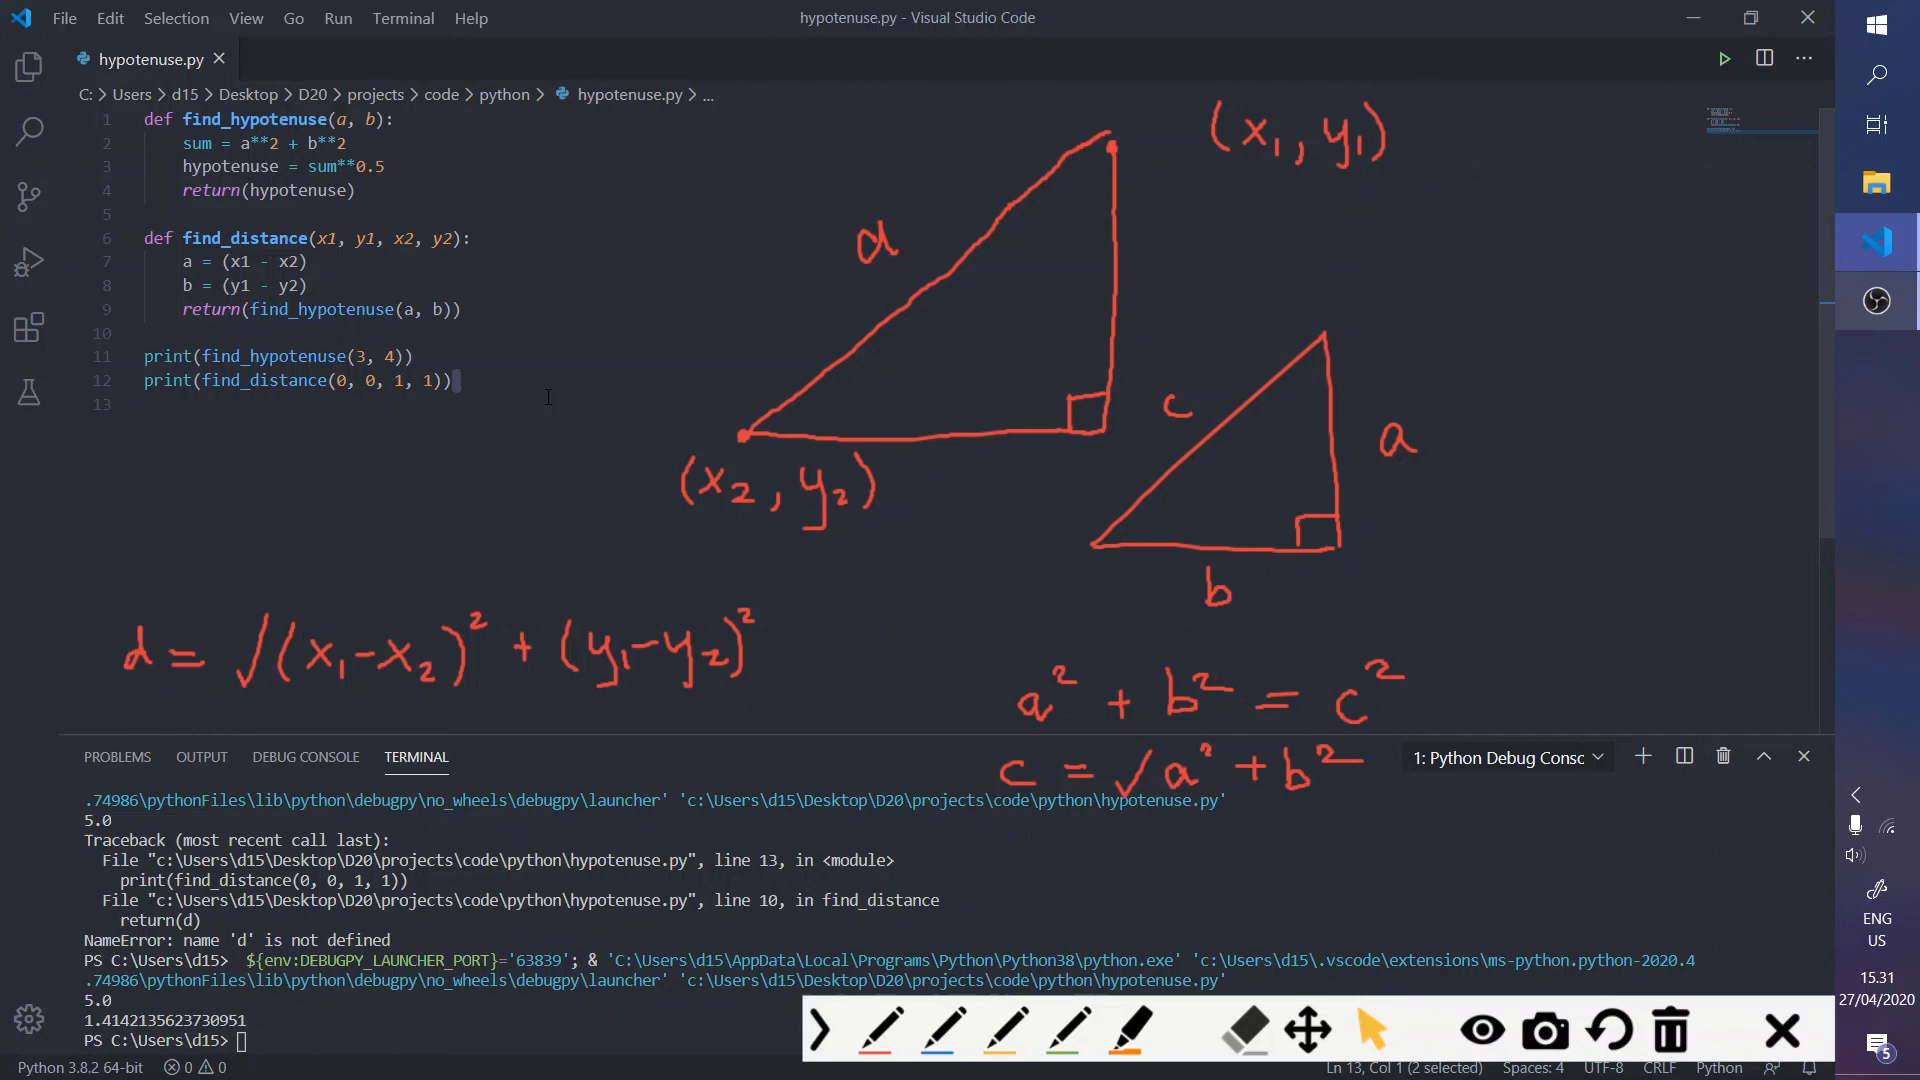 File Edit Selection View Go Run Terminal Help
hypotenuse.py - Visual Studio Code
hypotenuse.py
C: > Users > d15 > Desktop > D20 > projects > code > python > hypotenuse.py > ...
1 def find_hypotenuse(a, b):
2 sum = a**2 + b**2
3 hypotenuse = sum**0.5
4 return(hypotenuse)
5
6 def find_distance(x1, y1, x2, y2):
7 a = (x1 - x2)
8 b = (y1 - y2)
9 return(find_hypotenuse(a, b))
10
11 print(find_hypotenuse(3, 4))
12 print(find_distance(0, 0, 1, 1))
13
(x₁, y₁)
d
(x₂, y₂)
c
a
b
d = √(x₁-x₂)² + (y₁-y₂)²
a² + b² = c²
c = √a² + b²
PROBLEMS OUTPUT DEBUG CONSOLE TERMINAL
1: Python Debug Consc
.74986\pythonFiles\lib\python\debugpy\no_wheels\debugpy\launcher' 'c:\Users\d15\Desktop\D20\projects\code\python\hypotenuse.py'
5.0
Traceback (most recent call last):
File "c:\Users\d15\Desktop\D20\projects\code\python\hypotenuse.py", line 13, in <module>
print(find_distance(0, 0, 1, 1))
File "c:\Users\d15\Desktop\D20\projects\code\python\hypotenuse.py", line 10, in find_distance
return(d)
NameError: name 'd' is not defined
PS C:\Users\d15> ${env:DEBUGPY_LAUNCHER_PORT}='63839'; & 'C:\Users\d15\AppData\Local\Programs\Python\Python38\python.exe' 'c:\Users\d15\.vscode\extensions\ms-python.python-2020.4
.74986\pythonFiles\lib\python\debugpy\no_wheels\debugpy\launcher' 'c:\Users\d15\Desktop\D20\projects\code\python\hypotenuse.py'
5.0
1.4142135623730951
PS C:\Users\d15>
Python 3.8.2 64-bit 0 0
Ln 13, Col 1 (2 selected) Spaces: 4 UTF-8 CRLF Python
ENG
US
15.31
27/04/2020
5